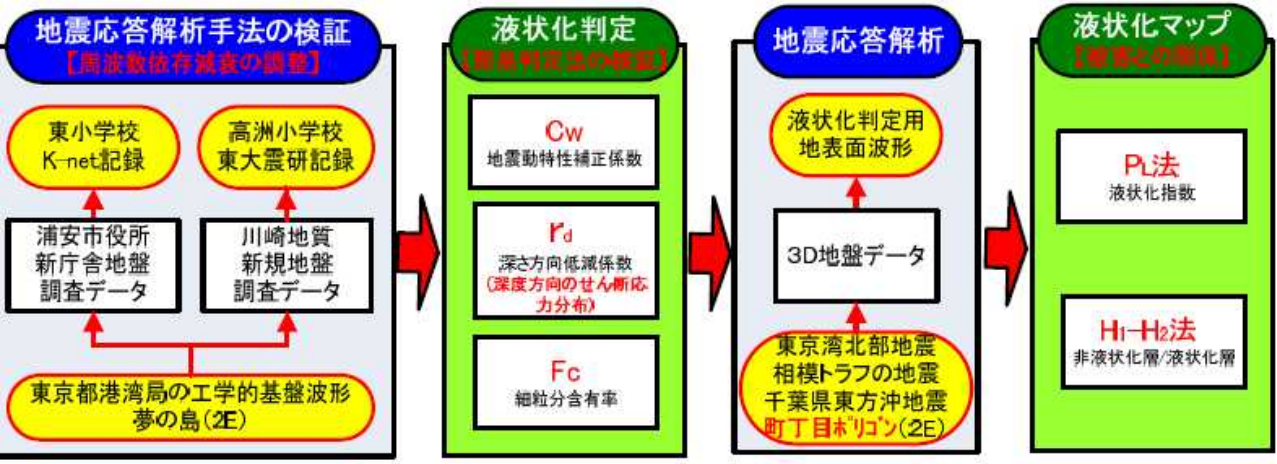 地震応答解析手法の検証
【周波数依存減衰の調整】
東小学校
K-net記録
高洲小学校
東大震研記録
浦安市役所
新庁舎地盤
調査データ
川崎地質
新規地盤
調査データ
東京都港湾局の工学的基盤波形
夢の島(2E)
液状化判定
【簡易判定法の検証】
Cw
地震動特性補正係数
rd
深さ方向低減係数
(深度方向のせん断応
力分布)
Fc
細粒分含有率
地震応答解析
液状化判定用
地表面波形
3D地盤データ
東京湾北部地震
相模トラフの地震
千葉県東方沖地震
町丁目ﾎﾟﾘｺﾞﾝ(2E)
液状化マップ
【被害との関係】
PL法
液状化指数
H1-H2法
非液状化層/液状化層